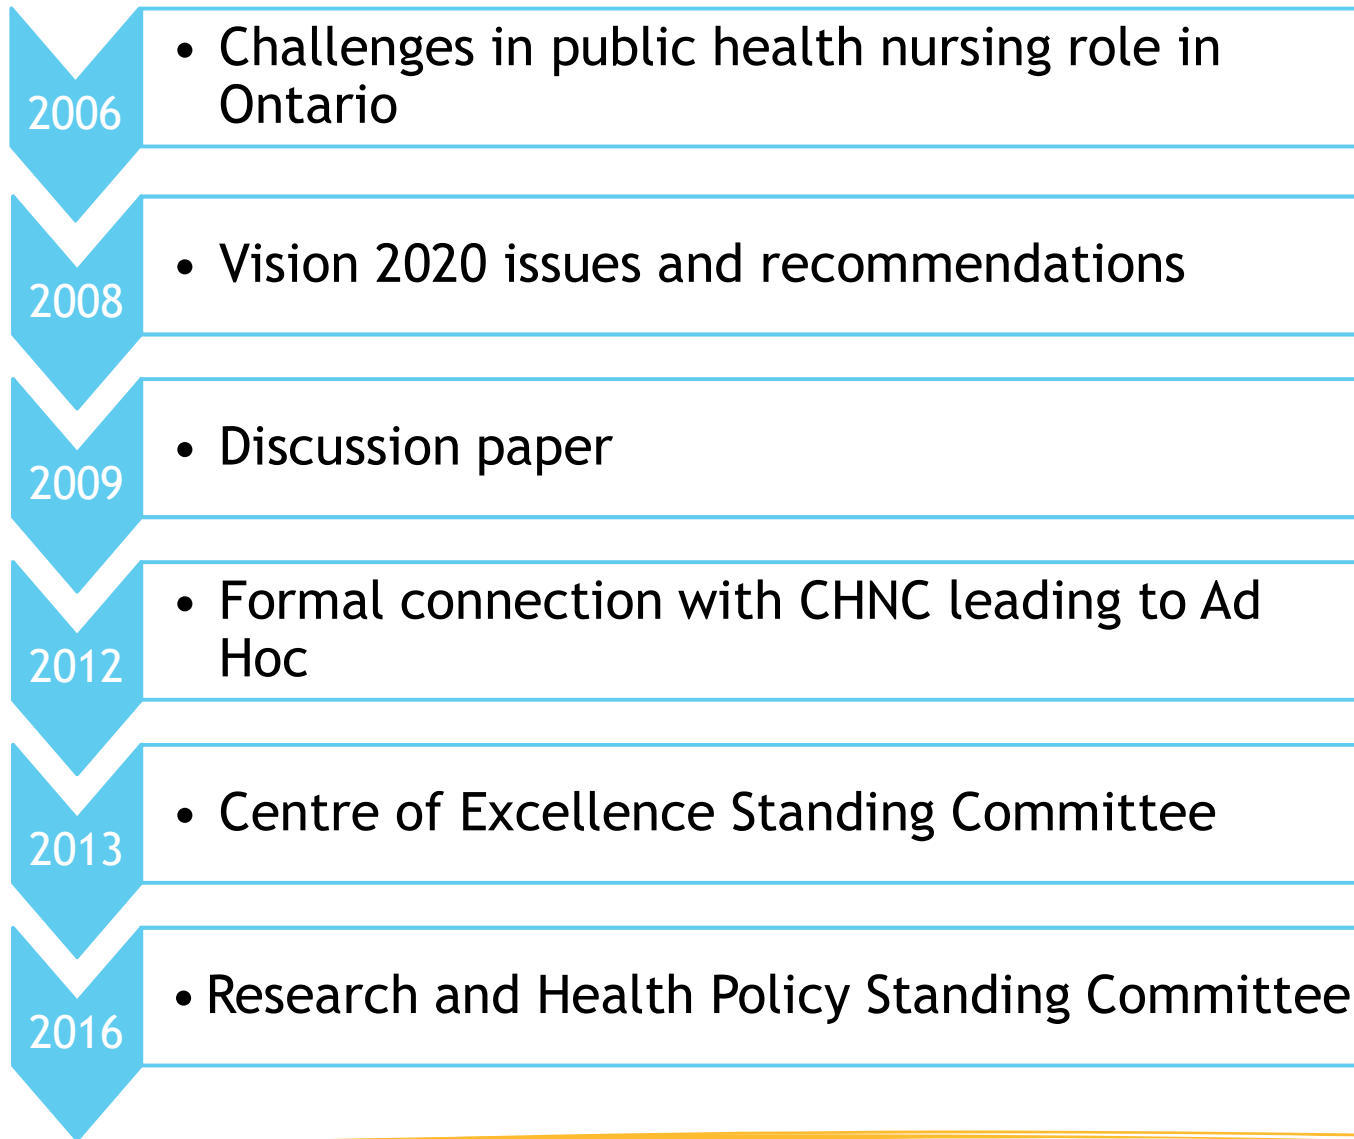 2006
• Challenges in public health nursing role in
Ontario
2008
• Vision 2020 issues and recommendations
2009
• Discussion paper
2012
• Formal connection with CHNC leading to Ad
Hoc
2013
• Centre of Excellence Standing Committee
2016
• Research and Health Policy Standing Committee